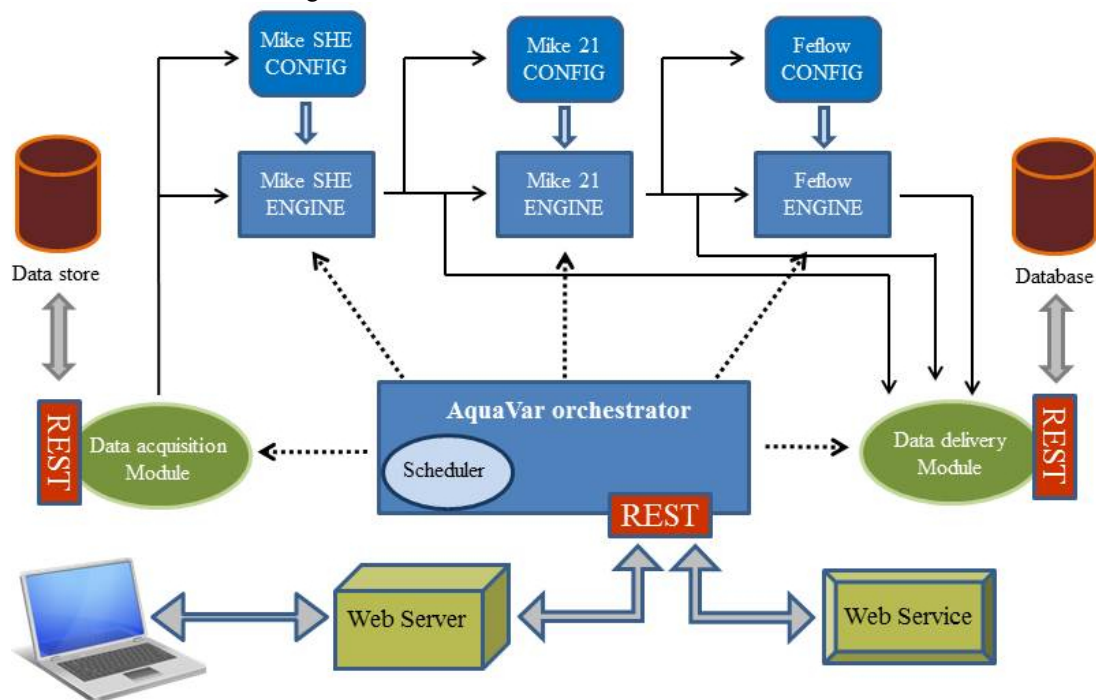 Mike SHE
CONFIG
Mike 21
CONFIG
Feflow
CONFIG
Mike SHE
ENGINE
Mike 21
ENGINE
Feflow
ENGINE
Data store
Database
REST
Data acquisition
Module
AquaVar orchestrator
Scheduler
REST
Data delivery
Module
REST
Web Server
Web Service